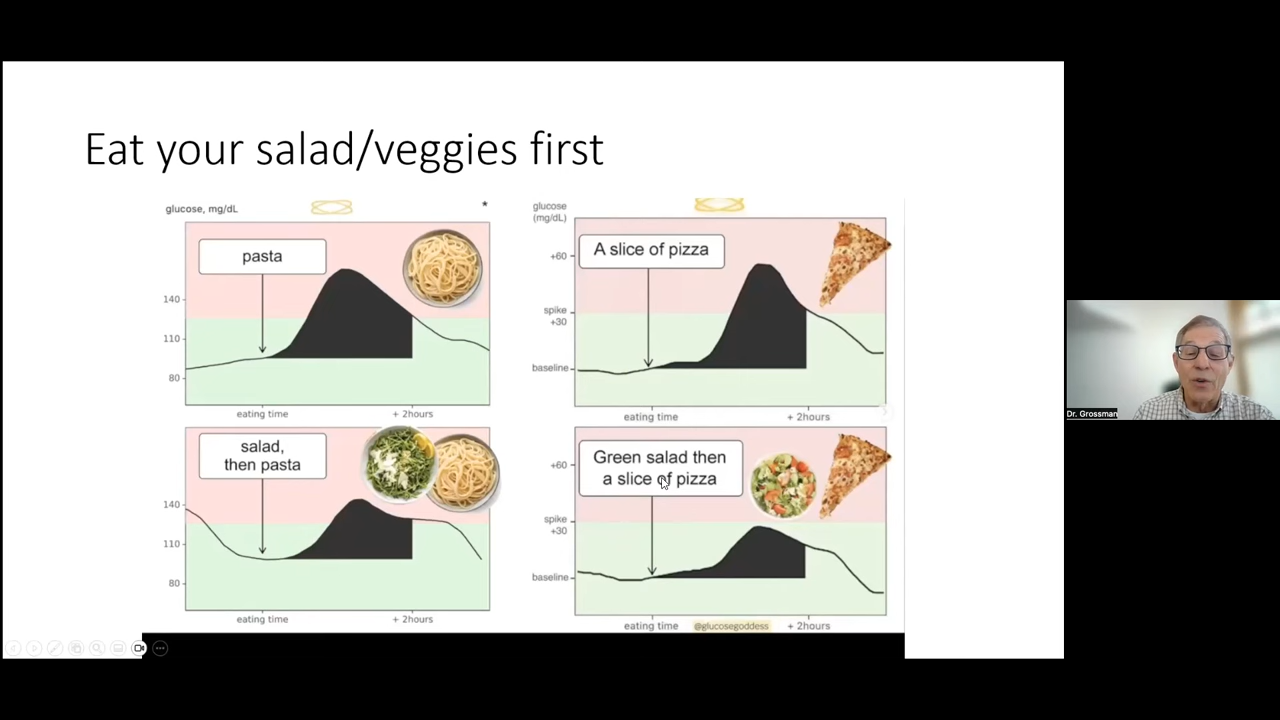 Eat your salad/veggies first
glucose, mg/dL
*
pasta
140
110
80
eating time
+ 2hours
glucose
(mg/dL)
A slice of pizza
+60
spike
+30
baseline
eating time
+ 2hours
salad,
then pasta
140
110
80
eating time
+ 2hours
Green salad then
a slice of pizza
+60
spike
+30
baseline
eating time
@glucosegoddess
+ 2hours
Dr. Grossman